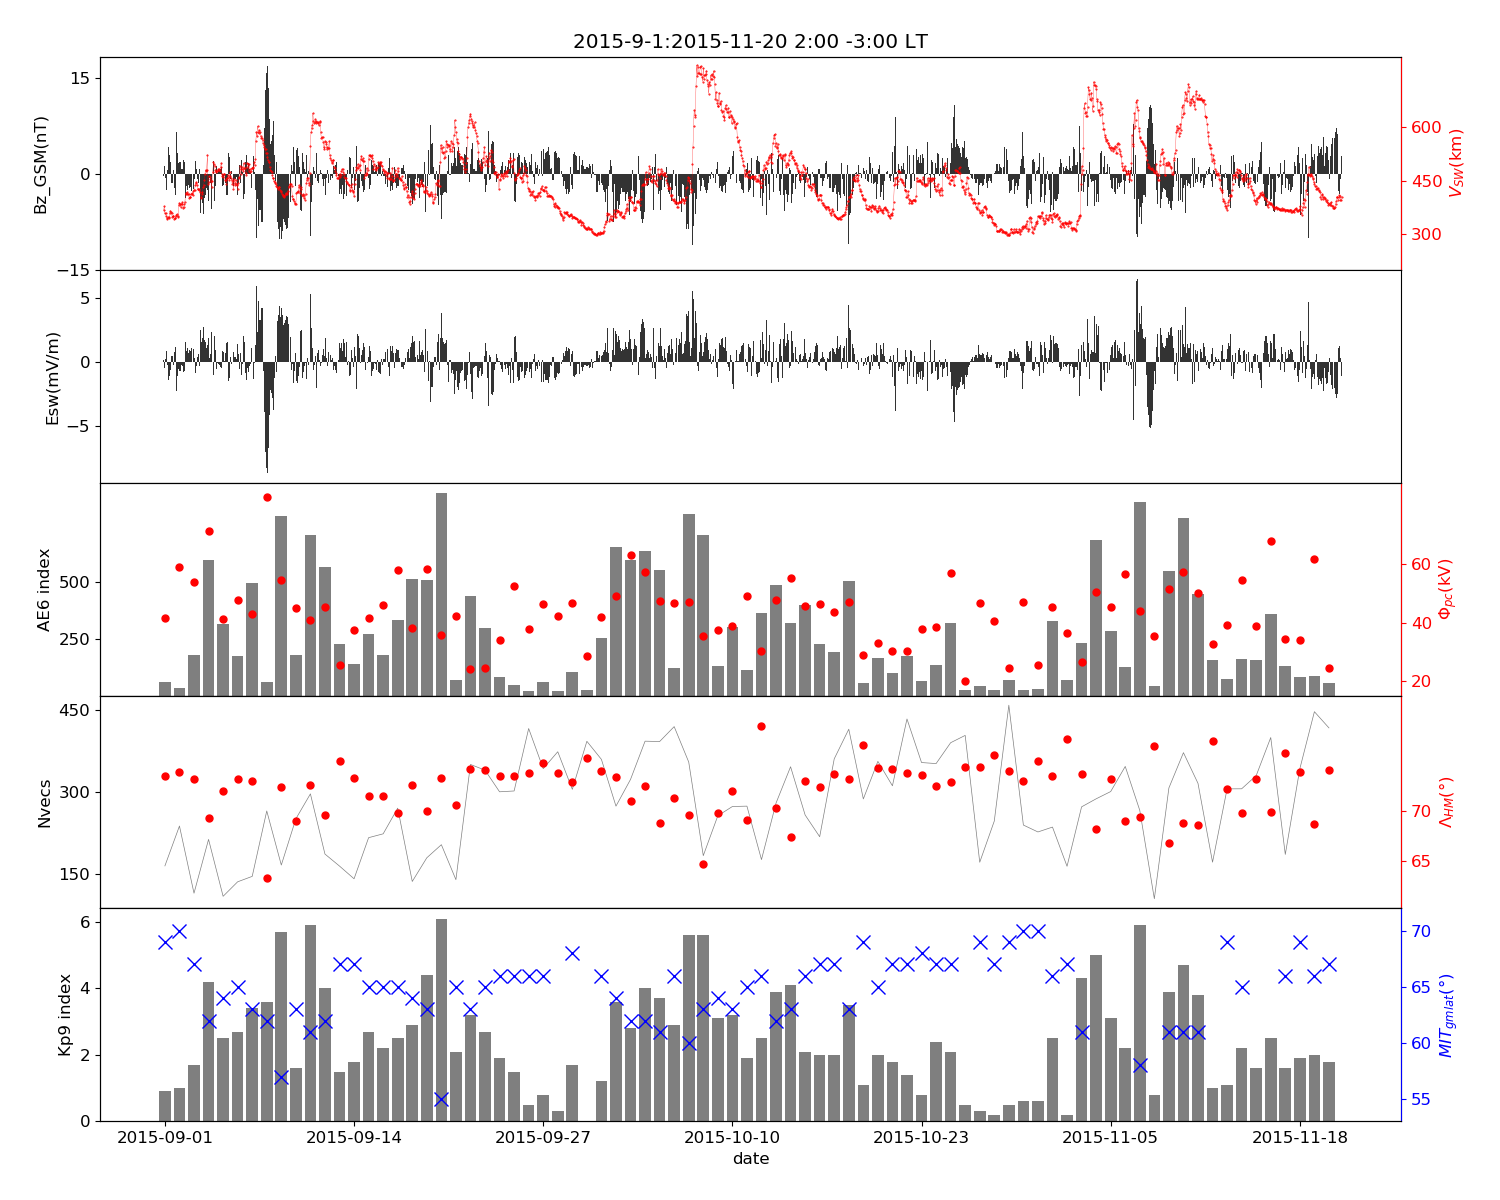 2015-9-1:2015-11-20 2:00 -3:00 LT
Bz_GSM(nT)
15
0
−15
600
450
300
V_SW(km)
Esw(mV/m)
5
0
−5
AE6 index
500
250
60
40
20
Φ_pc(kV)
Nvecs
450
300
150
70
65
Λ_HM(°)
Kp9 index
6
4
2
0
70
65
60
55
MIT_gmlat(°)
2015-09-01 2015-09-14 2015-09-27 2015-10-10 2015-10-23 2015-11-05 2015-11-18
date